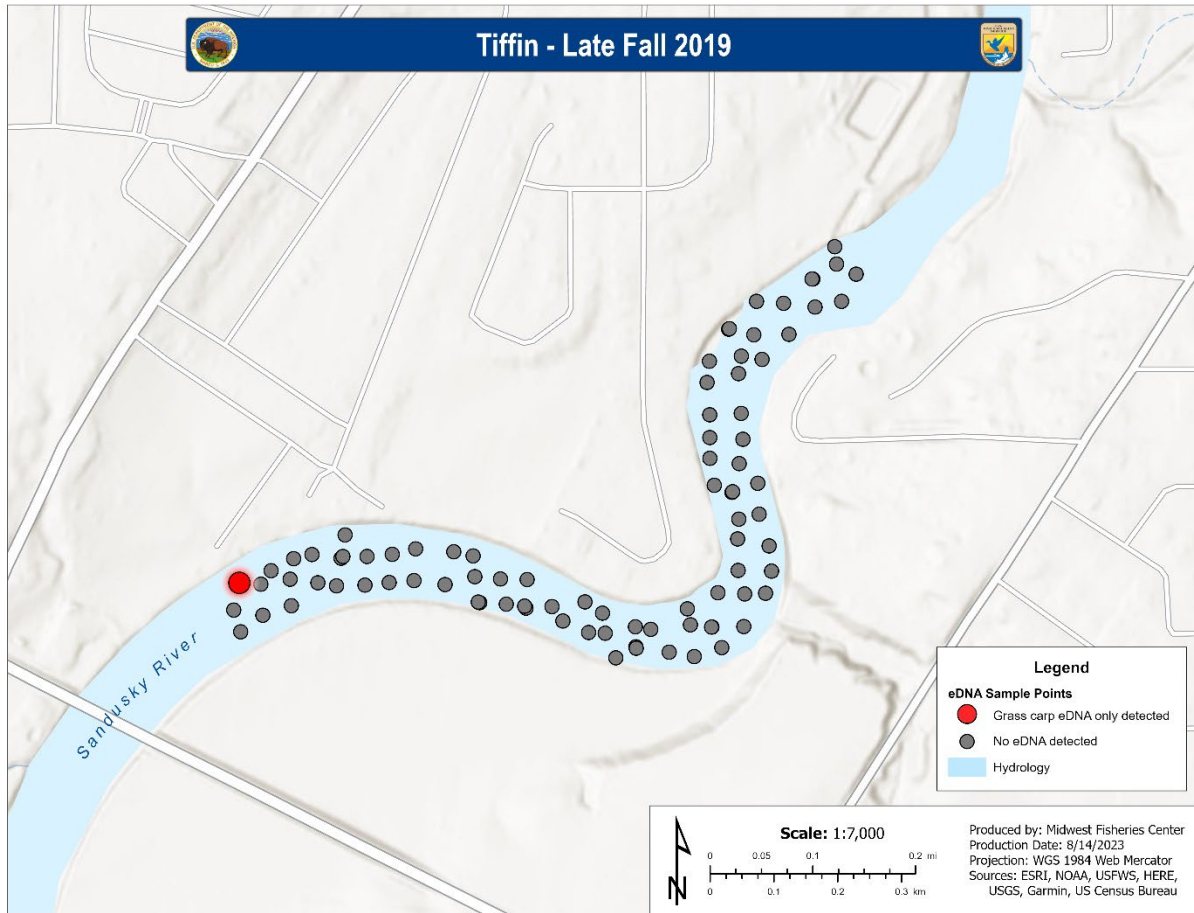 Tiffin - Late Fall 2019
Sandusky River
Legend
eDNA Sample Points
Grass carp eDNA only detected
No eDNA detected
Hydrology
N
Scale: 1:7,000
0 0.05 0.1 0.2 mi
0 0.1 0.2 0.3 km
Produced by: Midwest Fisheries Center
Production Date: 8/14/2023
Projection: WGS 1984 Web Mercator
Sources: ESRI, NOAA, USFWS, HERE,
USGS, Garmin, US Census Bureau